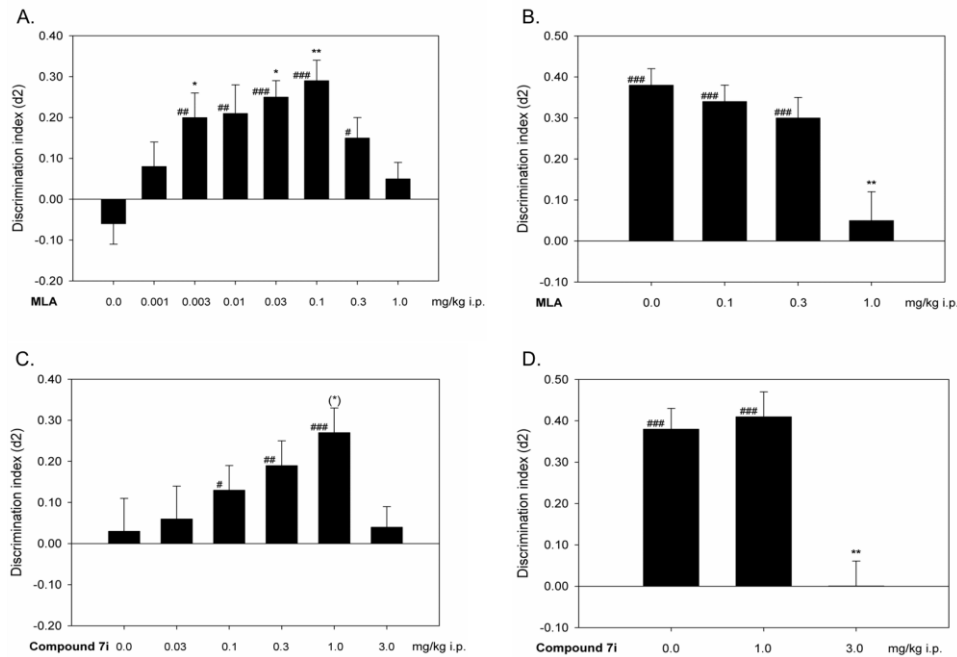 A.
Discrimination index (d2)
0.40
0.30
0.20
0.10
0.00
-0.10
-0.20
## ## ### ### #
* * **
MLA 0.0 0.001 0.003 0.01 0.03 0.1 0.3 1.0 mg/kg i.p.
B.
Discrimination index (d2)
0.50
0.40
0.30
0.20
0.10
0.00
-0.10
### ### ### **
MLA 0.0 0.1 0.3 1.0 mg/kg i.p.
C.
Discrimination index (d2)
0.40
0.30
0.20
0.10
0.00
-0.10
-0.20
# ## ### (*)
Compound 7i 0.0 0.03 0.1 0.3 1.0 3.0 mg/kg i.p.
D.
Discrimination index (d2)
0.50
0.40
0.30
0.20
0.10
0.00
-0.10
### ### **
Compound 7i 0.0 1.0 3.0 mg/kg i.p.